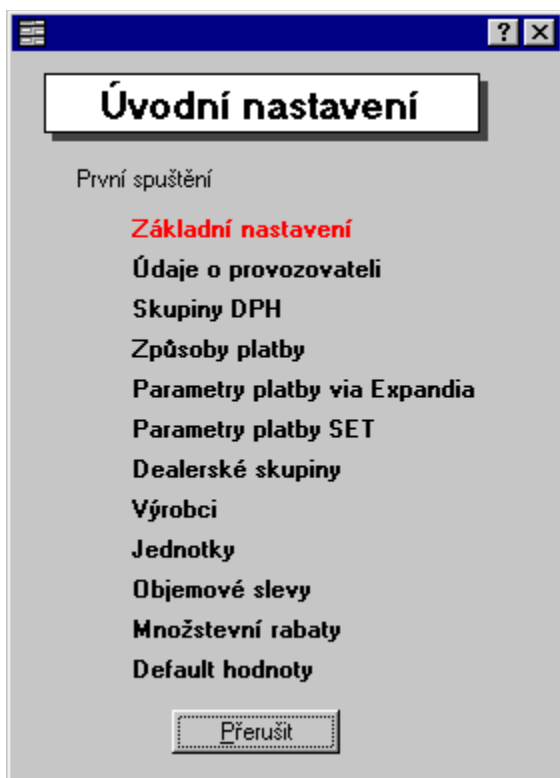 Úvodní nastavení
První spuštění
Základní nastavení
Údaje o provozovateli
Skupiny DPH
Způsoby platby
Parametry platby via Expandia
Parametry platby SET
Dealerské skupiny
Výrobci
Jednotky
Objemové slevy
Množstevní rabaty
Default hodnoty
Přerušit